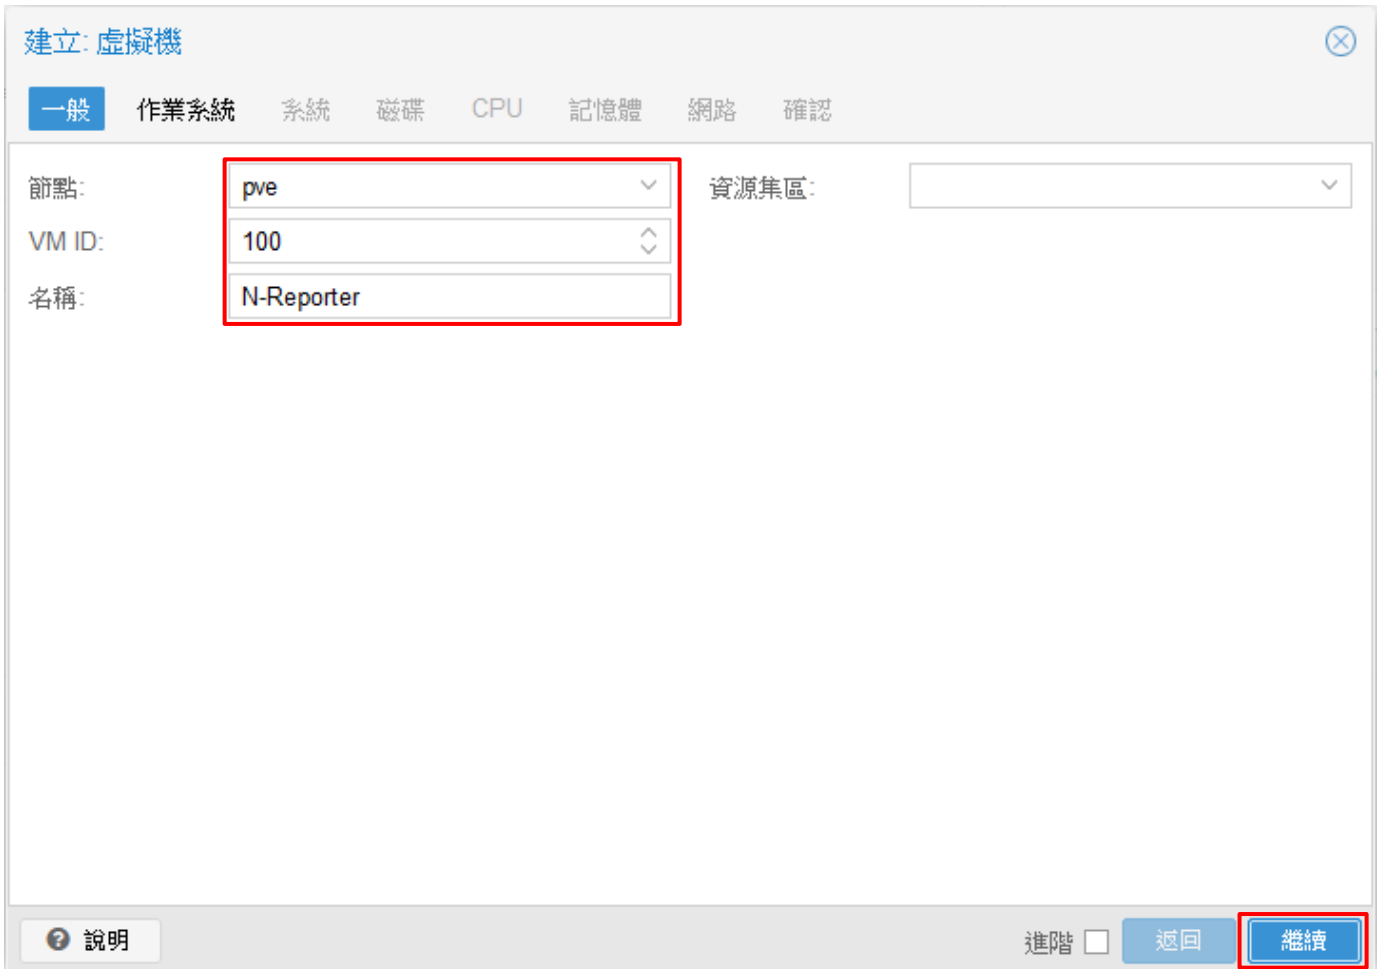 建立: 虛擬機
一般 作業系統 系統 磁碟 CPU 記憶體 網路 確認
節點: pve 資源集區:
VM ID: 100
名稱: N-Reporter
說明 進階 返回 繼續